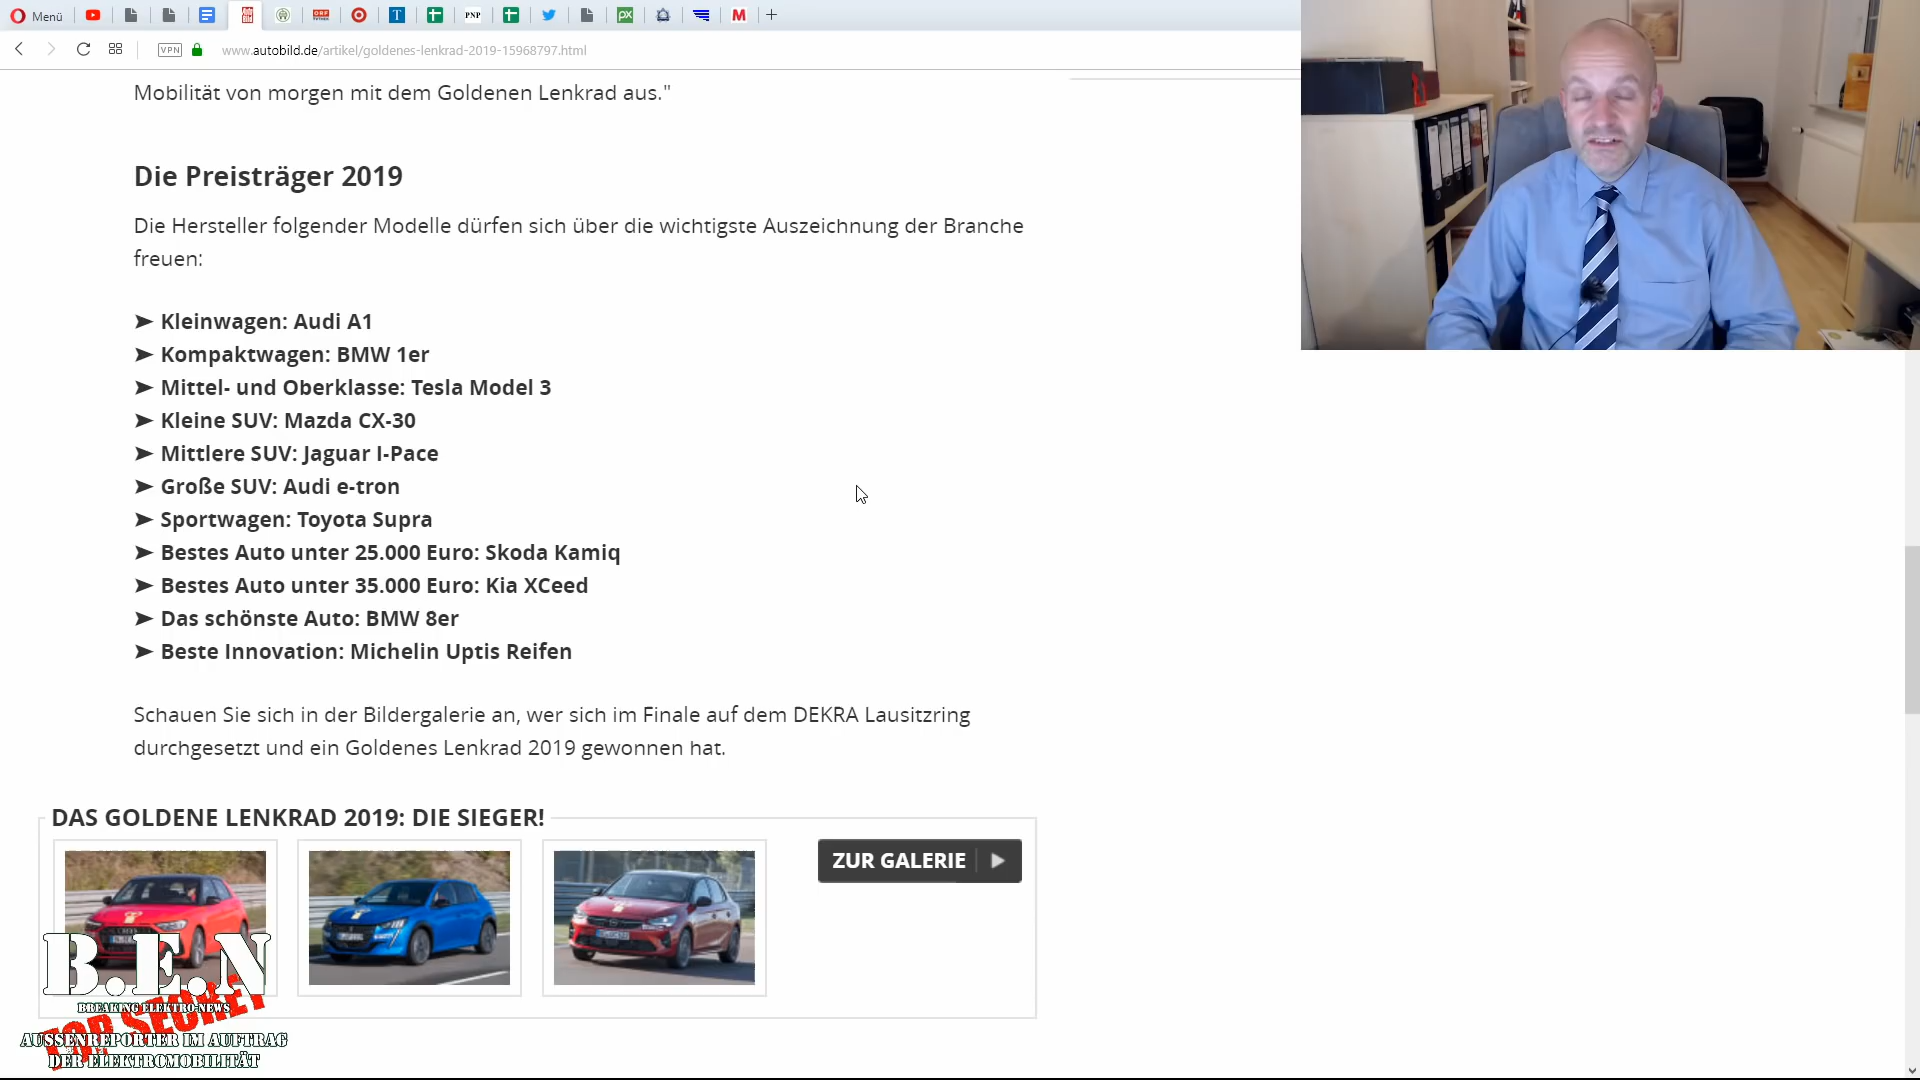 Menü
ORF
T
PNP
px
M
VPN
www.autobild.de/artikel/goldenes-lenkrad-2019-15968797.html
Mobilität von morgen mit dem Goldenen Lenkrad aus."
Die Preisträger 2019
Die Hersteller folgender Modelle dürfen sich über die wichtigste Auszeichnung der Branche
freuen:
➤ Kleinwagen: Audi A1
➤ Kompaktwagen: BMW 1er
➤ Mittel- und Oberklasse: Tesla Model 3
➤ Kleine SUV: Mazda CX-30
➤ Mittlere SUV: Jaguar I-Pace
➤ Große SUV: Audi e-tron
➤ Sportwagen: Toyota Supra
➤ Bestes Auto unter 25.000 Euro: Skoda Kamiq
➤ Bestes Auto unter 35.000 Euro: Kia XCeed
➤ Das schönste Auto: BMW 8er
➤ Beste Innovation: Michelin Uptis Reifen
Schauen Sie sich in der Bildergalerie an, wer sich im Finale auf dem DEKRA Lausitzring
durchgesetzt und ein Goldenes Lenkrad 2019 gewonnen hat.
DAS GOLDENE LENKRAD 2019: DIE SIEGER!
ZUR GALERIE
B.E.N
BREAKING ELEKTRO-NEWS
TOP SECRET
AUSSENREPORTER IM AUFTRAG
DER ELEKTROMOBILITÄT